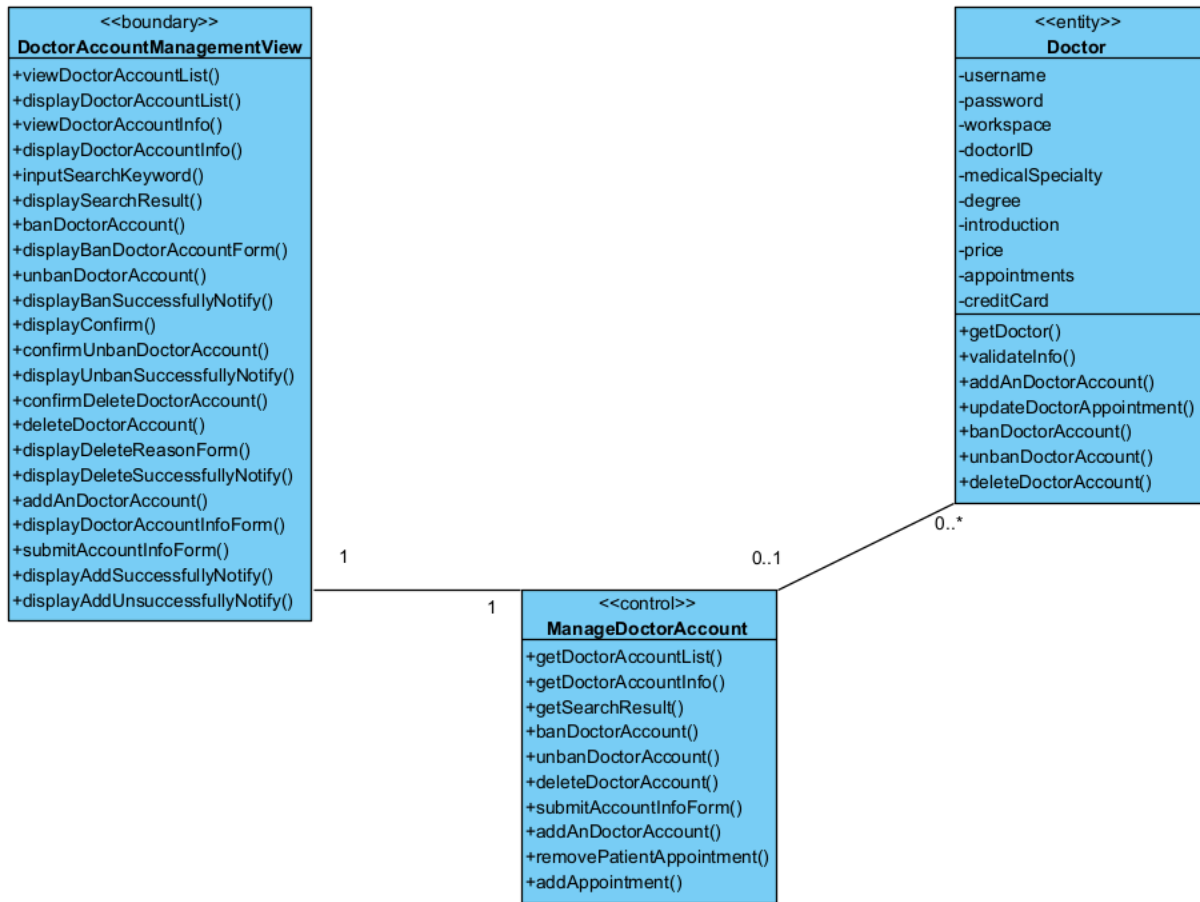 <<boundary>>
DoctorAccountManagementView
+viewDoctorAccountList()
+displayDoctorAccountList()
+viewDoctorAccountInfo()
+displayDoctorAccountInfo()
+inputSearchKeyword()
+displaySearchResult()
+banDoctorAccount()
+displayBanDoctorAccountForm()
+unbanDoctorAccount()
+displayBanSuccessfullyNotify()
+displayConfirm()
+confirmUnbanDoctorAccount()
+displayUnbanSuccessfullyNotify()
+confirmDeleteDoctorAccount()
+deleteDoctorAccount()
+displayDeleteReasonForm()
+displayDeleteSuccessfullyNotify()
+addAnDoctorAccount()
+displayDoctorAccountInfoForm()
+submitAccountInfoForm()
+displayAddSuccessfullyNotify()
+displayAddUnsuccessfullyNotify()
<<entity>>
Doctor
-username
-password
-workspace
-doctorID
-medicalSpecialty
-degree
-introduction
-price
-appointments
-creditCard
+getDoctor()
+validateInfo()
+addAnDoctorAccount()
+updateDoctorAppointment()
+banDoctorAccount()
+unbanDoctorAccount()
+deleteDoctorAccount()
0..*
0..1
1
1
<<control>>
ManageDoctorAccount
+getDoctorAccountList()
+getDoctorAccountInfo()
+getSearchResult()
+banDoctorAccount()
+unbanDoctorAccount()
+deleteDoctorAccount()
+submitAccountInfoForm()
+addAnDoctorAccount()
+removePatientAppointment()
+addAppointment()